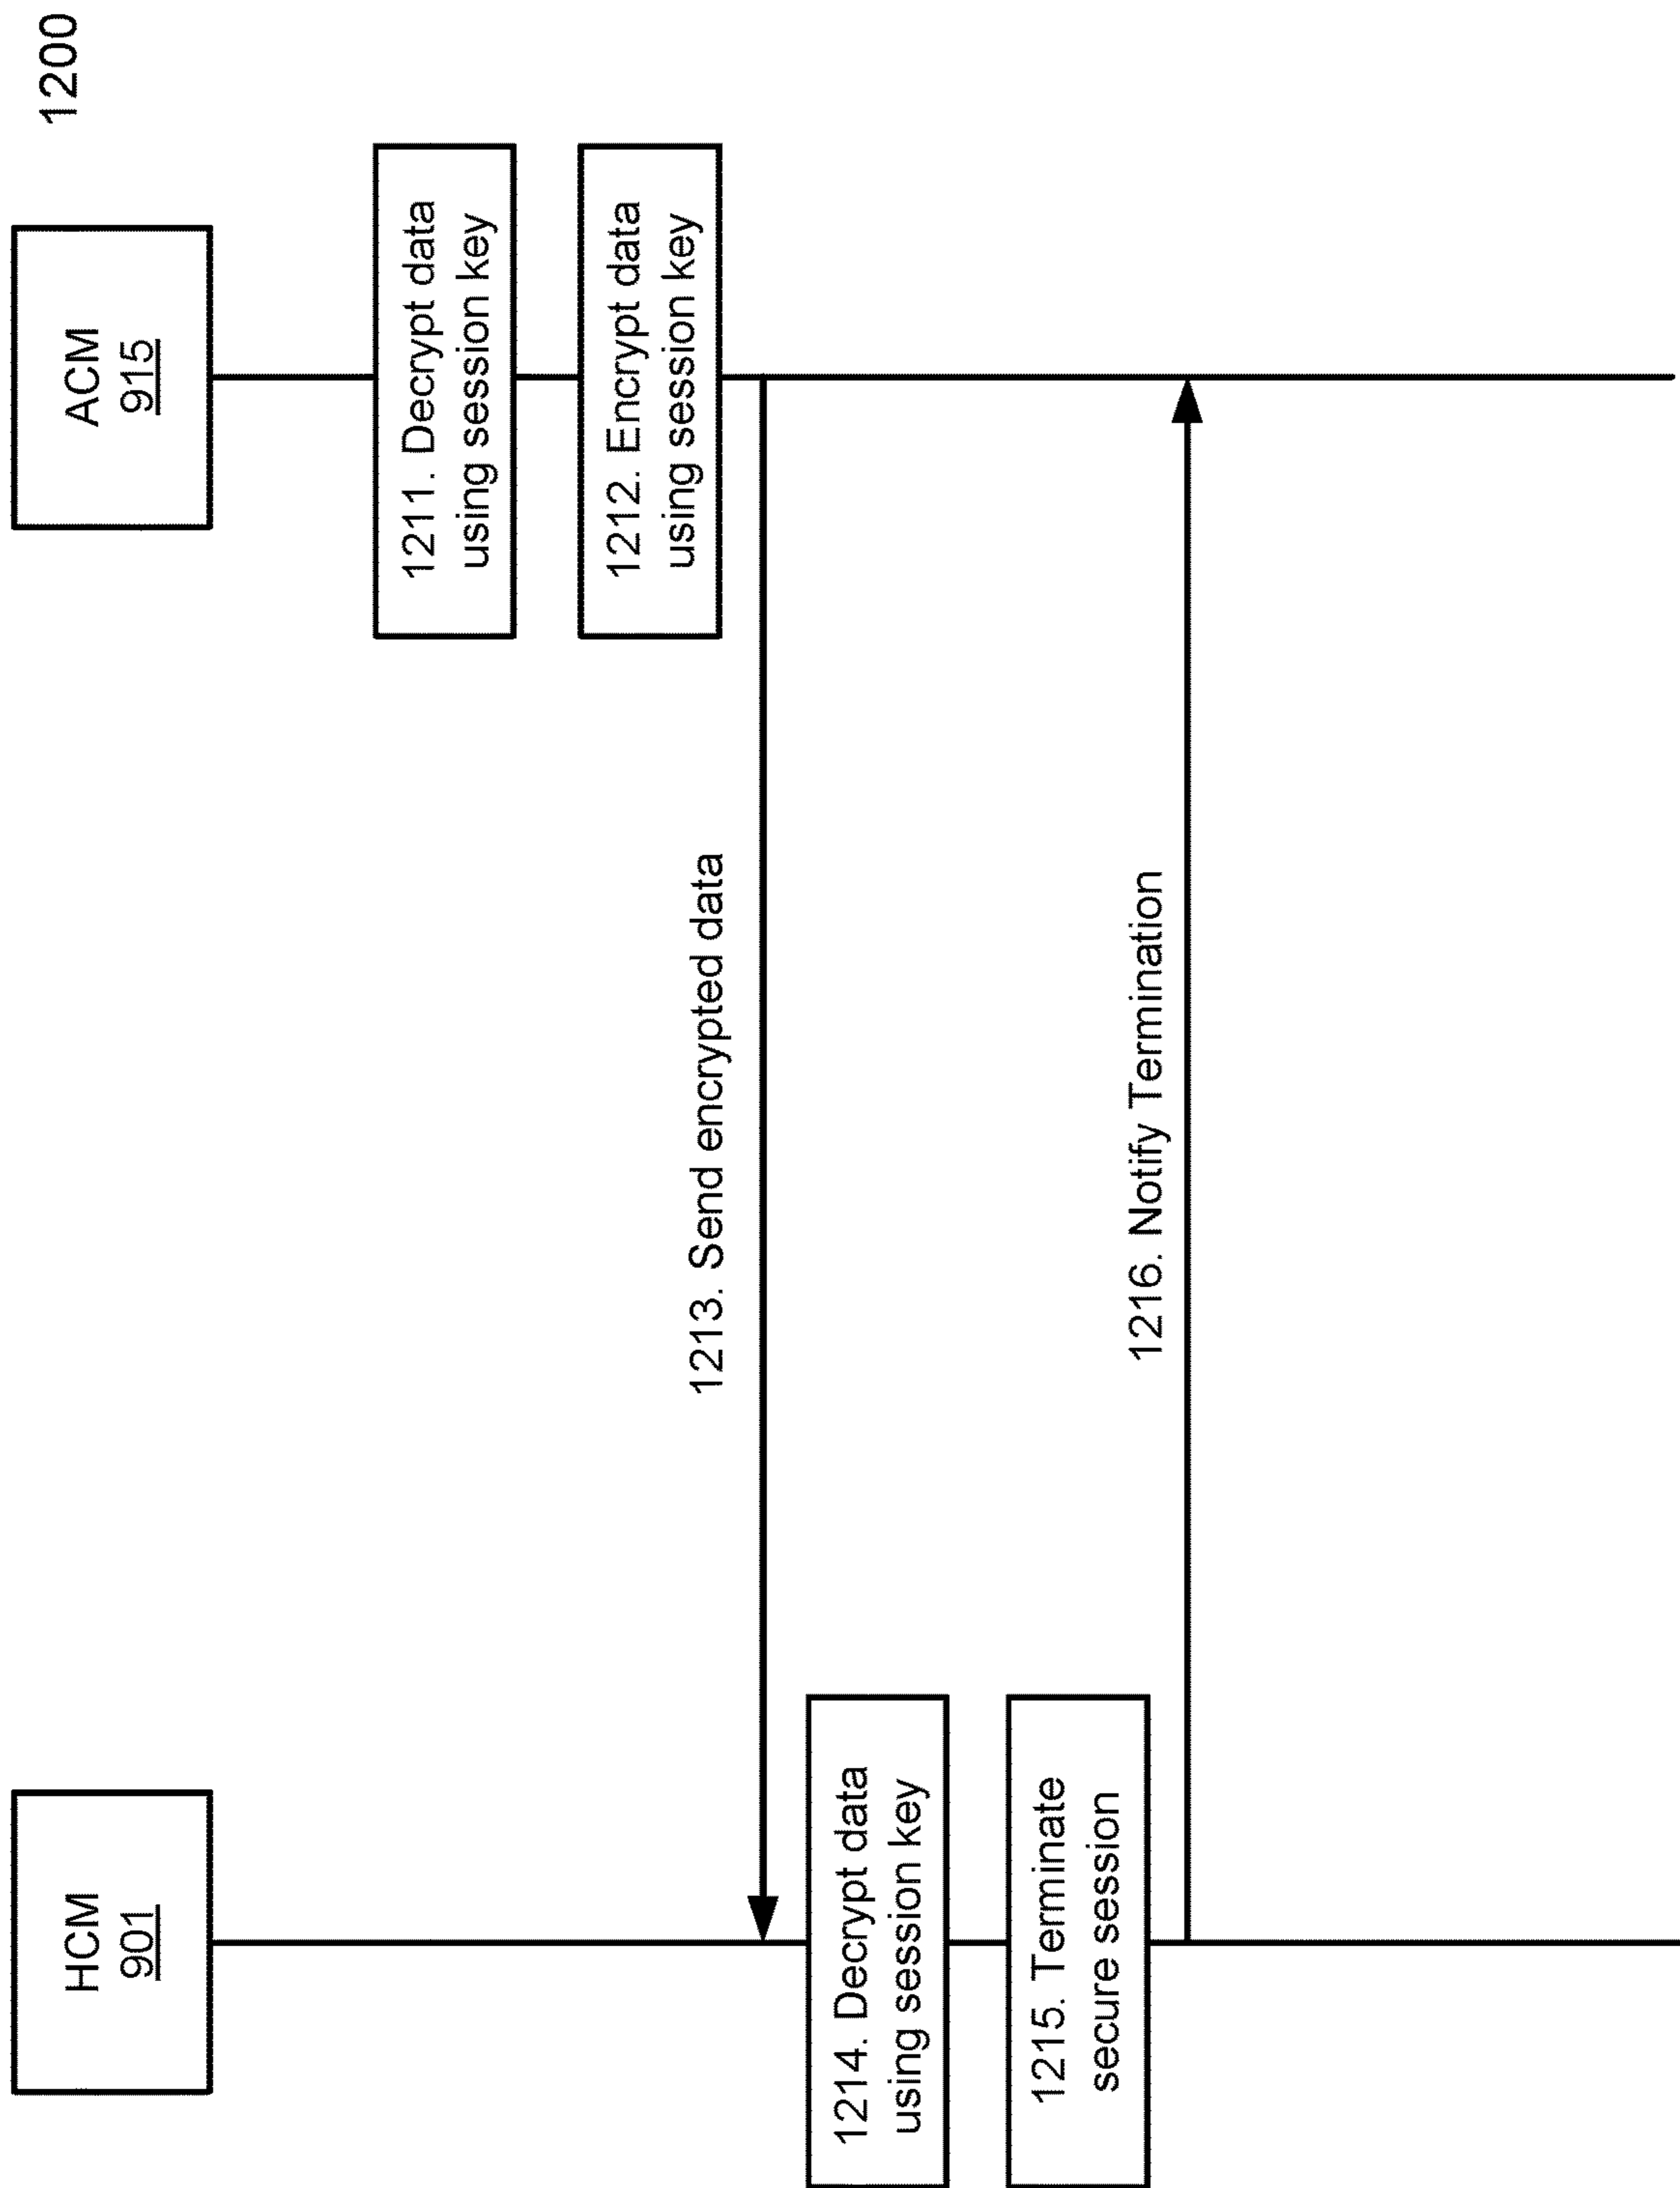 1200
HCM
901
ACM
915
1211. Decrypt data
using session key
1212. Encrypt data
using session key
1213. Send encrypted data
1214. Decrypt data
using session key
1215. Terminate
secure session
1216. Notify Termination